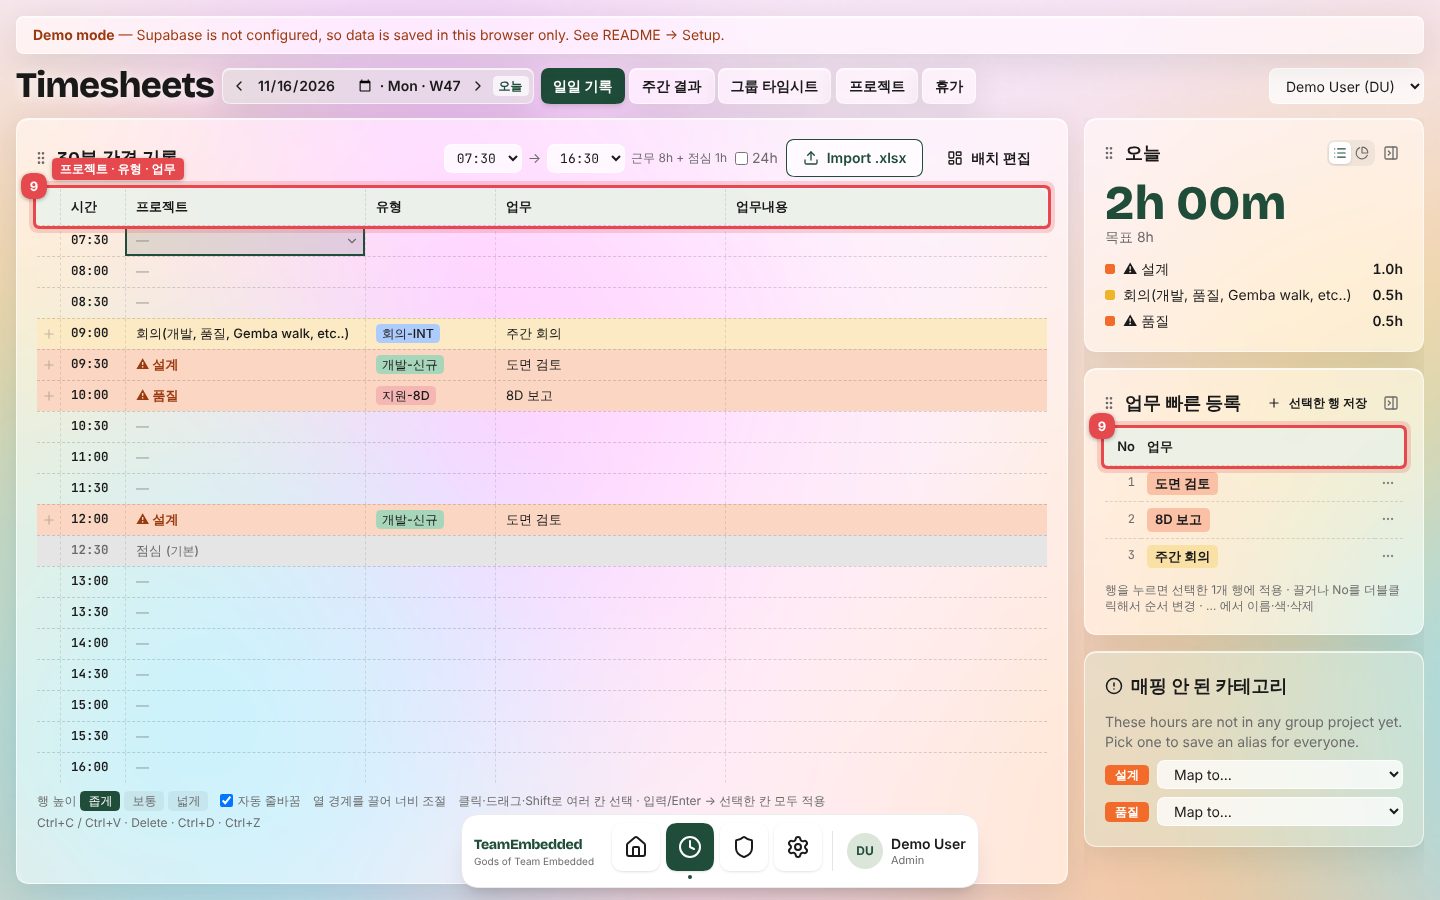 Demo mode — Supabase is not configured, so data is saved in this browser only. See README → Setup.
Timesheets
11/16/2026 · Mon · W47 오늘
일일 기록 주간 결과 그룹 타임시트 프로젝트 휴가
Demo User (DU)
30분 간격 기록
07:30 → 16:30 근무 8h + 점심 1h 24h Import .xlsx 배치 편집
프로젝트 · 유형 · 업무
9
시간 프로젝트 유형 업무 업무내용
07:30 —
08:00 —
08:30 —
+ 09:00 회의(개발, 품질, Gemba walk, etc..) 회의-INT 주간 회의
+ 09:30 설계 개발-신규 도면 검토
+ 10:00 품질 지원-8D 8D 보고
10:30 —
11:00 —
11:30 —
+ 12:00 설계 개발-신규 도면 검토
12:30 점심 (기본)
13:00 —
13:30 —
14:00 —
14:30 —
15:00 —
15:30 —
16:00 —
행 높이 좁게 보통 넓게 자동 줄바꿈 열 경계를 끌어 너비 조절 클릭·드래그·Shift로 여러 칸 선택 · 입력/Enter → 선택한 칸 모두 적용
Ctrl+C / Ctrl+V · Delete · Ctrl+D · Ctrl+Z
오늘
2h 00m
목표 8h
설계 1.0h
회의(개발, 품질, Gemba walk, etc..) 0.5h
품질 0.5h
업무 빠른 등록 + 선택한 행 저장
9
No 업무
1 도면 검토 ···
2 8D 보고 ···
3 주간 회의 ···
행을 누르면 선택한 1개 행에 적용 · 끌거나 No를 더블클
릭해서 순서 변경 · … 에서 이름·색·삭제
매핑 안 된 카테고리
These hours are not in any group project yet.
Pick one to save an alias for everyone.
설계 Map to...
품질 Map to...
TeamEmbedded
Gods of Team Embedded
DU
Demo User
Admin